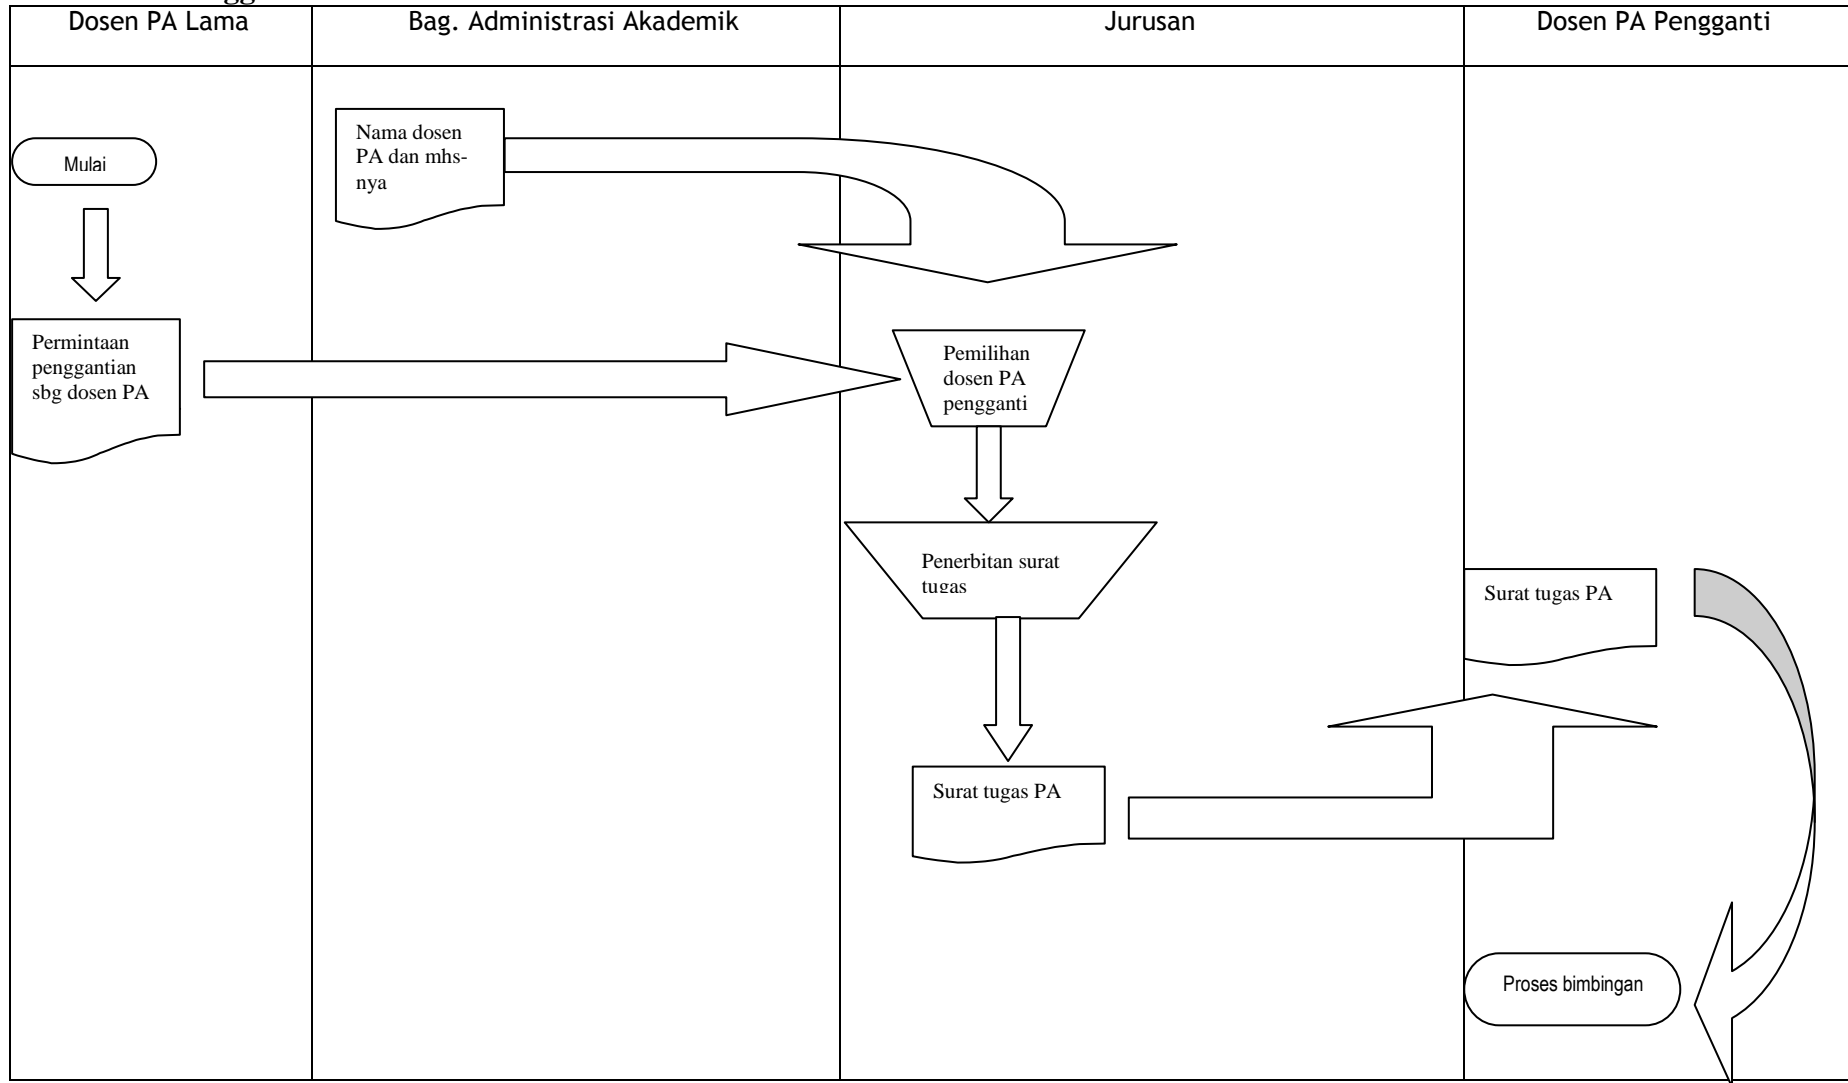 Dosen PA Lama
Bag. Administrasi Akademik
Jurusan
Dosen PA Pengganti
Mulai
Nama dosen
PA dan mhs-
nya
Permintaan
penggantian
sbg dosen PA
Pemilihan
dosen PA
pengganti
Penerbitan surat
tugas
Surat tugas PA
Surat tugas PA
Proses bimbingan